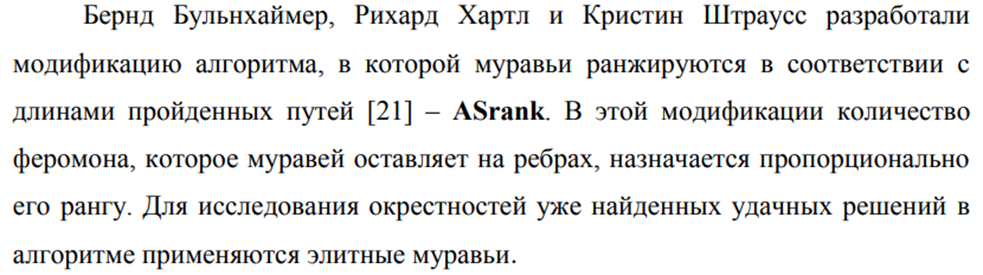 Бернд Бульнхаймер, Рихард Хартл и Кристин Штраусс разработали
модификацию алгоритма, в которой муравьи ранжируются в соответствии с
длинами пройденных путей [21] – ASrank. В этой модификации количество
феромона, которое муравей оставляет на ребрах, назначается пропорционально
его рангу. Для исследования окрестностей уже найденных удачных решений в
алгоритме применяются элитные муравьи.